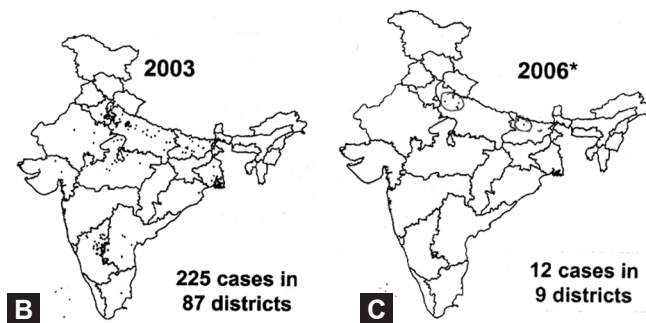 2003
225 cases in
87 districts
B
2006*
12 cases in
9 districts
C